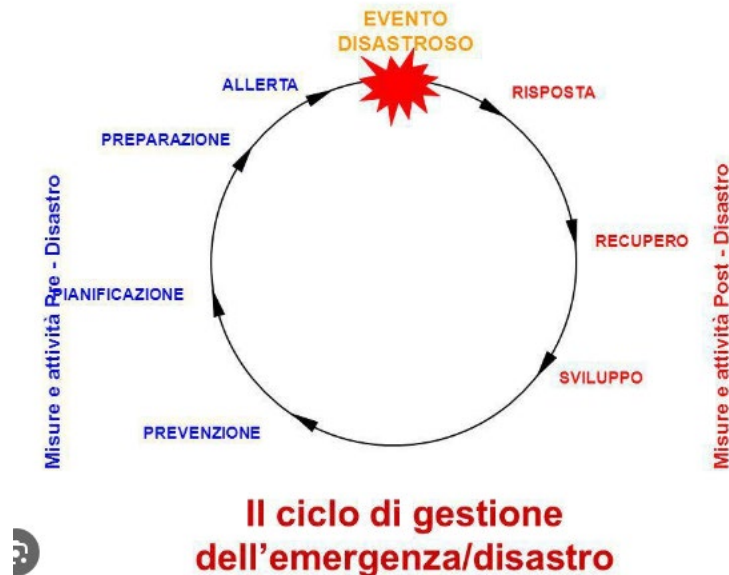 EVENTO
DISASTROSO
ALLERTA
RISPOSTA
PREPARAZIONE
RECUPERO
PIANIFICAZIONE
SVILUPPO
PREVENZIONE
Misure e attività Pre - Disastro
Misure e attività Post - Disastro
Il ciclo di gestione
dell'emergenza/disastro